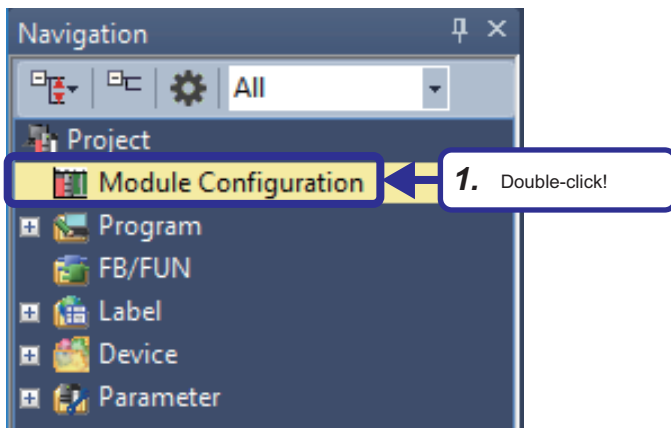 Navigation
All
Project
Module Configuration
1. Double-click!
Program
FB/FUN
Label
Device
Parameter